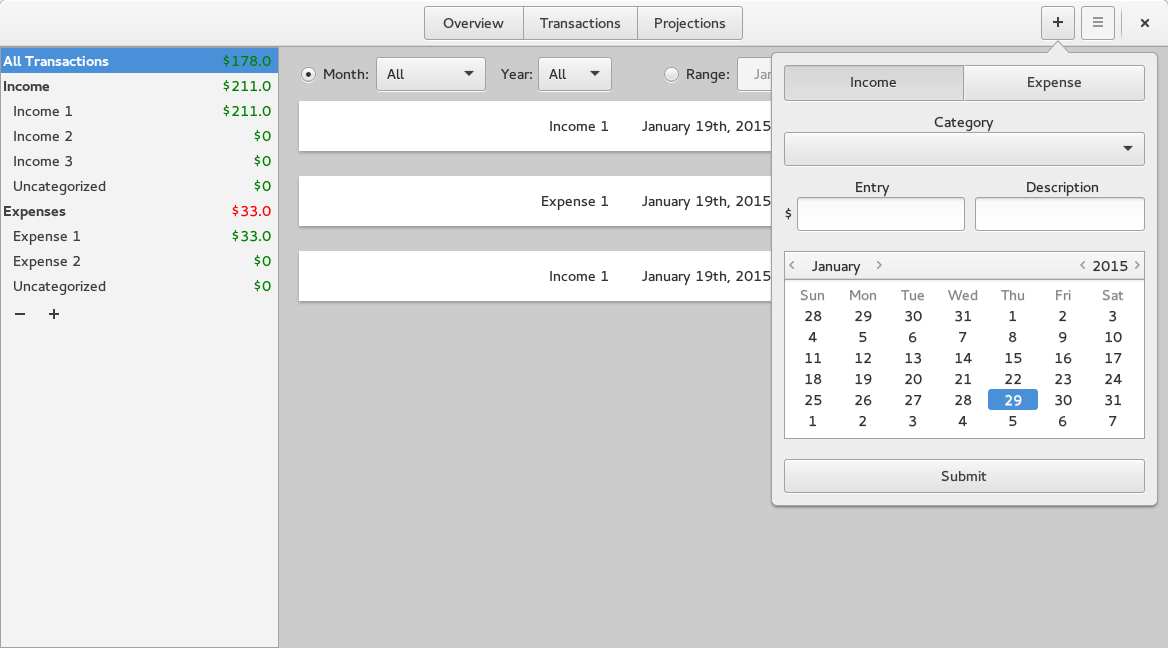 Overview Transactions Projections
All Transactions $178.0
Income $211.0
Income 1 $211.0
Income 2 $0
Income 3 $0
Uncategorized $0
Expenses $33.0
Expense 1 $33.0
Expense 2 $0
Uncategorized $0
Month: All Year: All Range: Jan
Income 1 January 19th, 2015
Expense 1 January 19th, 2015
Income 1 January 19th, 2015
Income Expense
Category
Entry Description
$
January 2015
Sun Mon Tue Wed Thu Fri Sat
28 29 30 31 1 2 3
4 5 6 7 8 9 10
11 12 13 14 15 16 17
18 19 20 21 22 23 24
25 26 27 28 29 30 31
1 2 3 4 5 6 7
Submit